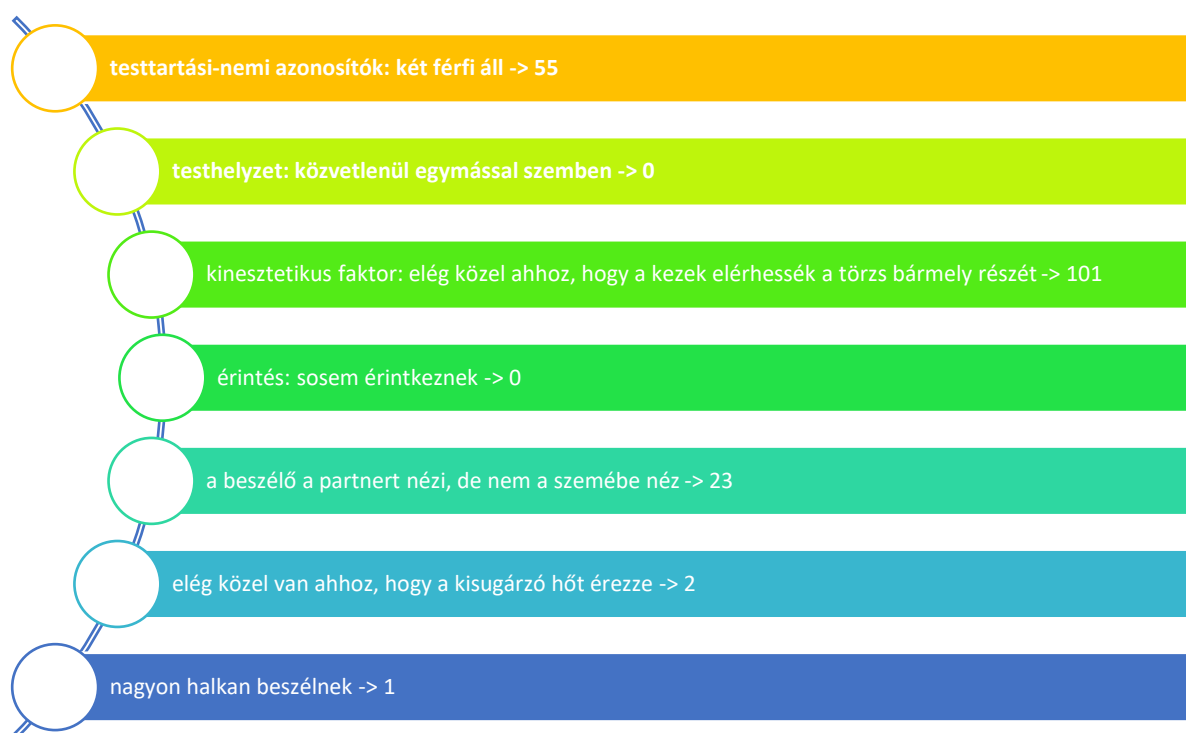 testtartási-nemi azonosítók: két férfi áll -> 55
testhelyzet: közvetlenül egymással szemben -> 0
kinesztetikus faktor: elég közel ahhoz, hogy a kezek elérhessék a törzs bármely részét -> 101
érintés: sosem érintkeznek -> 0
a beszélő a partnert nézi, de nem a szemébe néz -> 23
elég közel van ahhoz, hogy a kisugárzó hőt érezze -> 2
nagyon halkan beszélnek -> 1